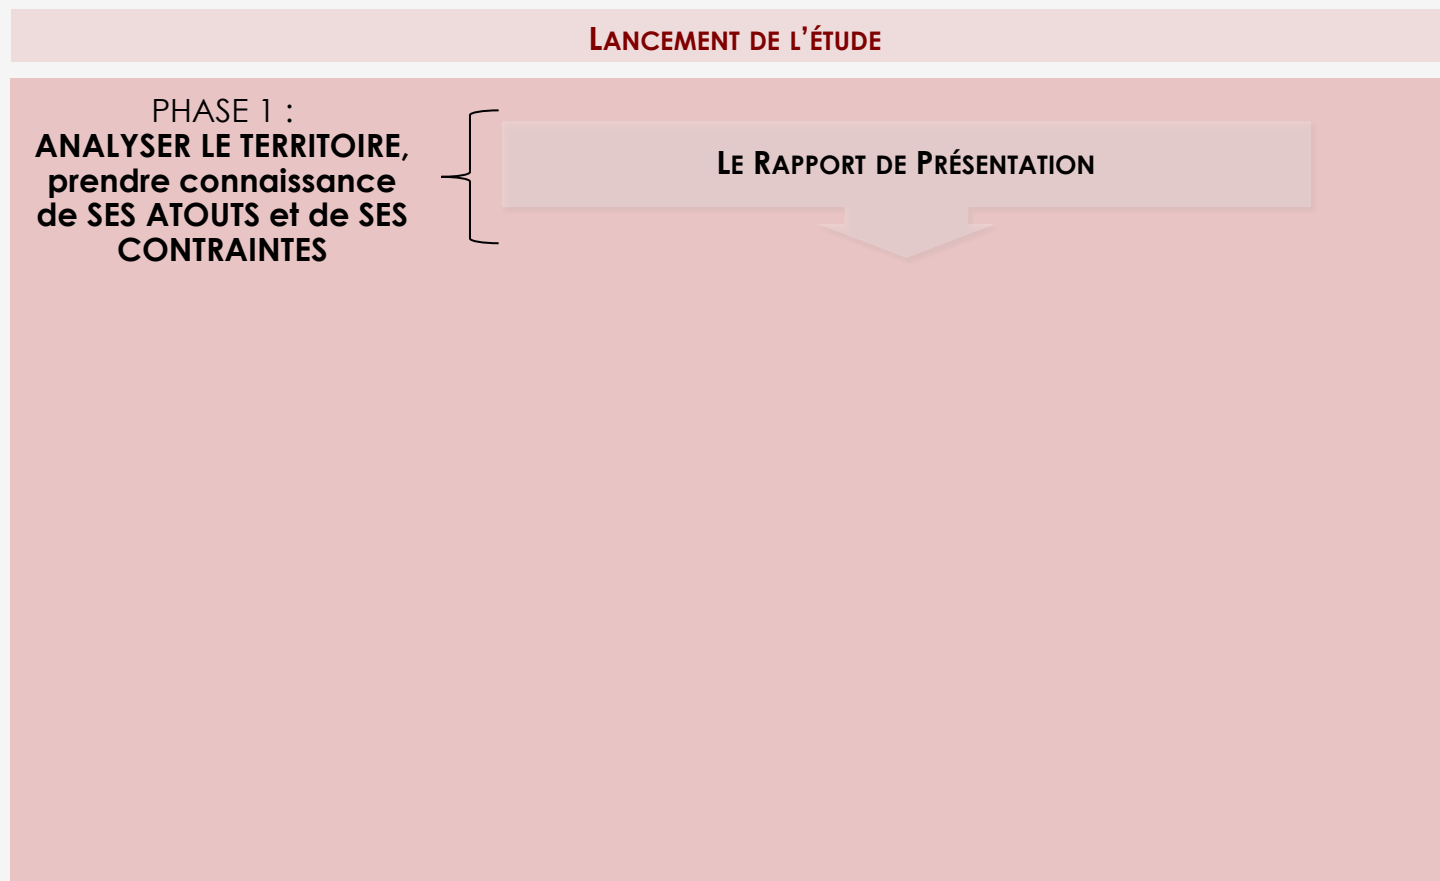 LANCEMENT DE L’ÉTUDE
PHASE 1 :
ANALYSER LE TERRITOIRE,
prendre connaissance
de SES ATOUTS et de SES
CONTRAINTES
LE RAPPORT DE PRÉSENTATION